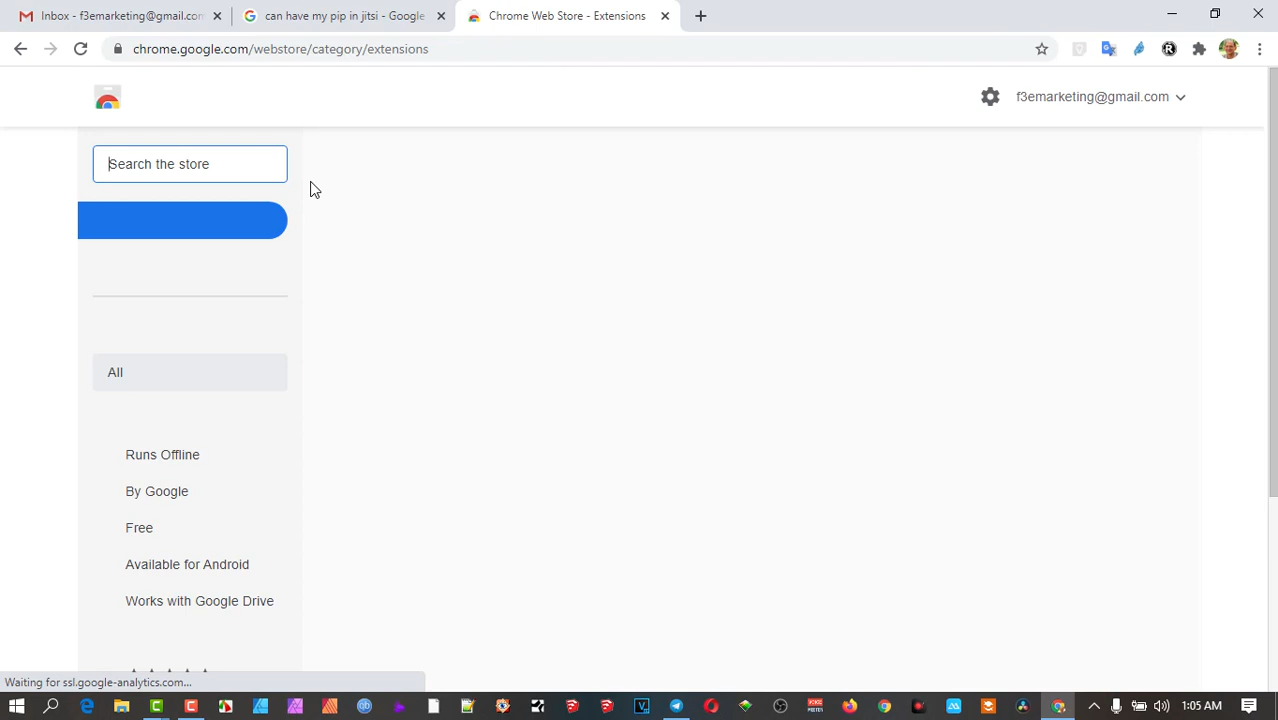 Inbox - f3emarketing@gmail.com
can have my pip in jitsi - Google
Chrome Web Store - Extensions
chrome.google.com/webstore/category/extensions
f3emarketing@gmail.com
Search the store
All
Runs Offline
By Google
Free
Available for Android
Works with Google Drive
Waiting for ssl.google-analytics.com...
1:05 AM